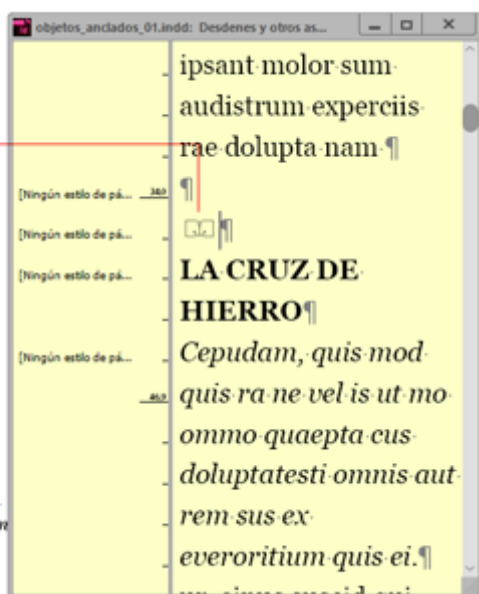 objetos_anclados_01.indd: Desdenes y otros as...
ipsant molor sum
audistrum experciis
rae dolupta nam ¶
[Ningún estilo de pá... 38,0 ¶
[Ningún estilo de pá... ¶
[Ningún estilo de pá... LA CRUZ DE
HIERRO¶
[Ningún estilo de pá... Cepudam, quis mod
quis ra ne vel is ut mo
ommo quaepta cus
doluptatesti omnis aut
rem sus ex
everoritium quis ei.¶